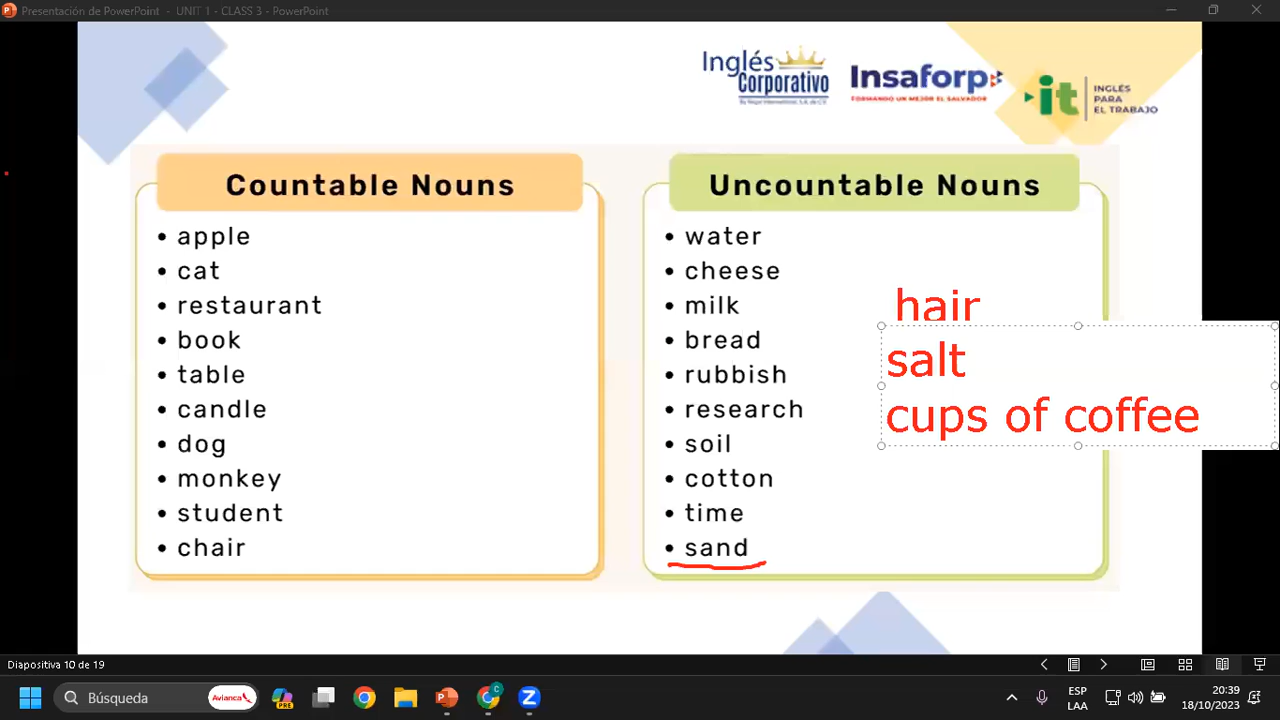 Presentación de PowerPoint - UNIT 1 - CLASS 3 - PowerPoint
Inglés
Corporativo
Insaforp
FORMANDO UN MEJOR EL SALVADOR
it
INGLÉS
PARA
EL TRABAJO
Countable Nouns
• apple
• cat
• restaurant
• book
• table
• candle
• dog
• monkey
• student
• chair
Uncountable Nouns
• water
• cheese
• milk
• bread
• rubbish
• research
• soil
• cotton
• time
• sand
hair
salt
cups of coffee
Diapositiva 10 de 19
Búsqueda
Avianca
PRE
C
Z
ESP
LAA
20:39
18/10/2023